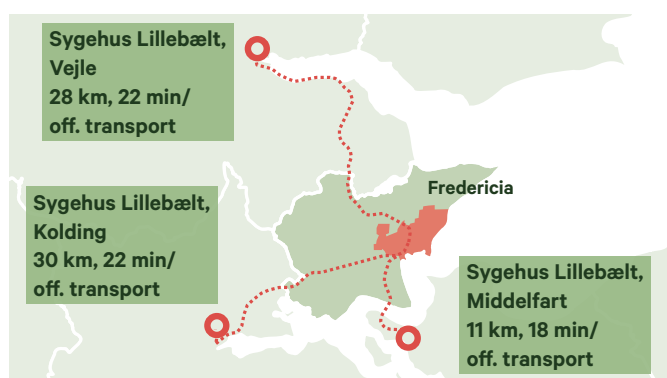 Sygehus Lillebælt,
Vejle
28 km, 22 min/
off. transport
Fredericia
Sygehus Lillebælt,
Kolding
30 km, 22 min/
off. transport
Sygehus Lillebælt,
Middelfart
11 km, 18 min/
off. transport